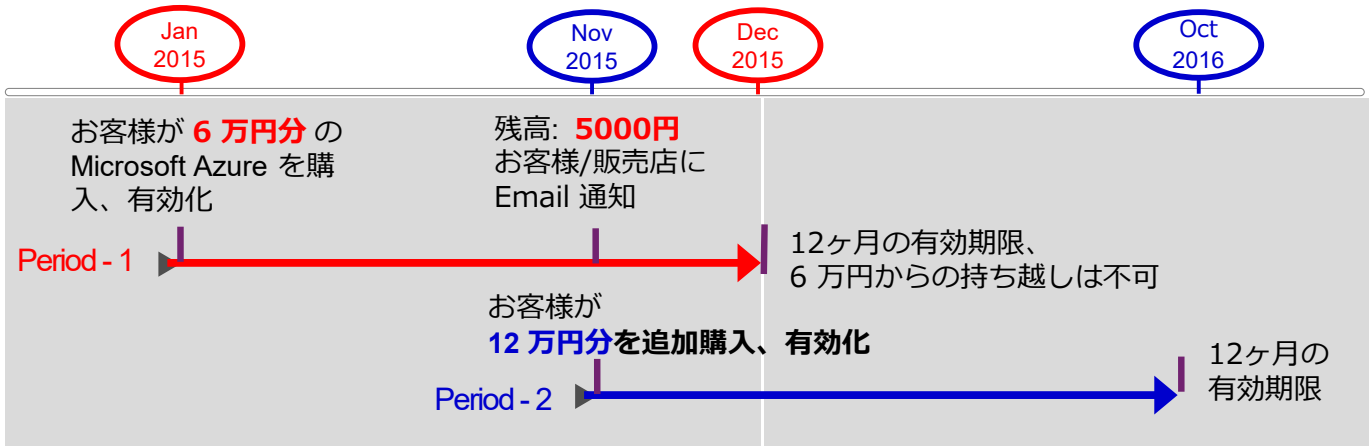 Jan
2015
Nov
2015
Dec
2015
Oct
2016
お客様が 6 万円分 の
Microsoft Azure を購
入、有効化
残高: 5000円
お客様/販売店に
Email 通知
Period - 1
12ヶ月の有効期限、
6 万円からの持ち越しは不可
お客様が
12 万円分を追加購入、有効化
Period - 2
12ヶ月の
有効期限